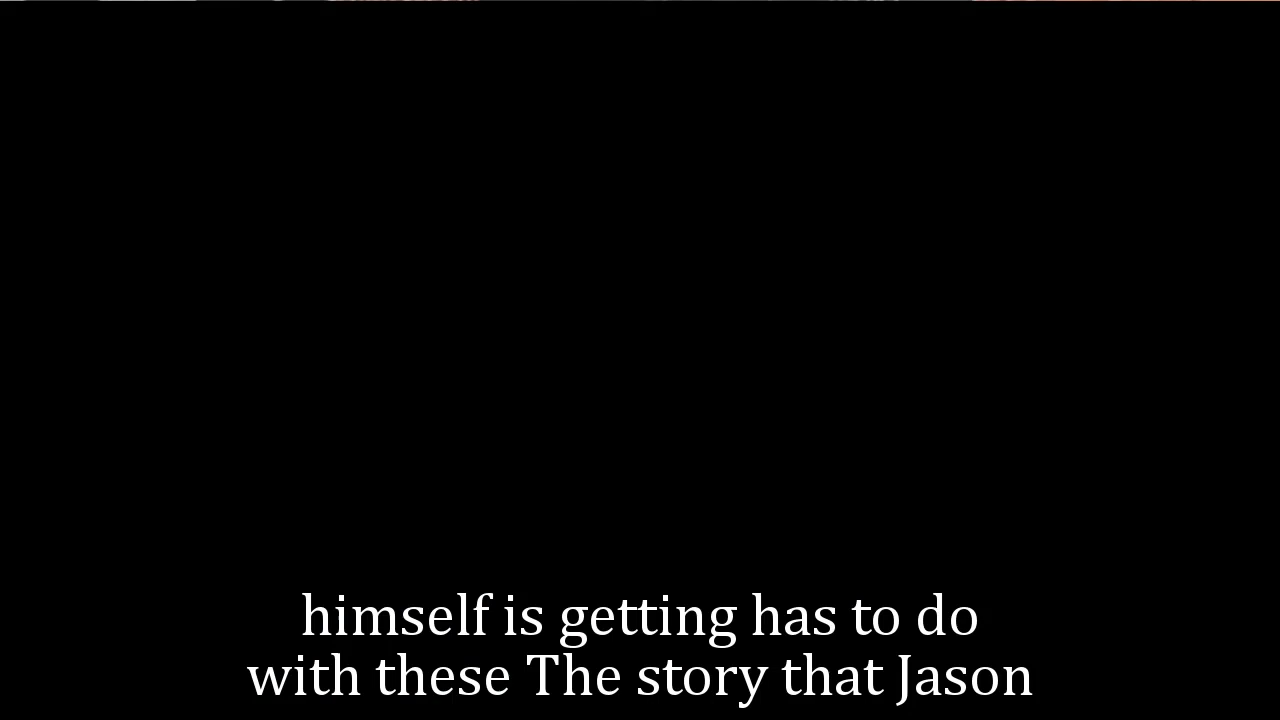 himself is getting has to do
with these The story that Jason